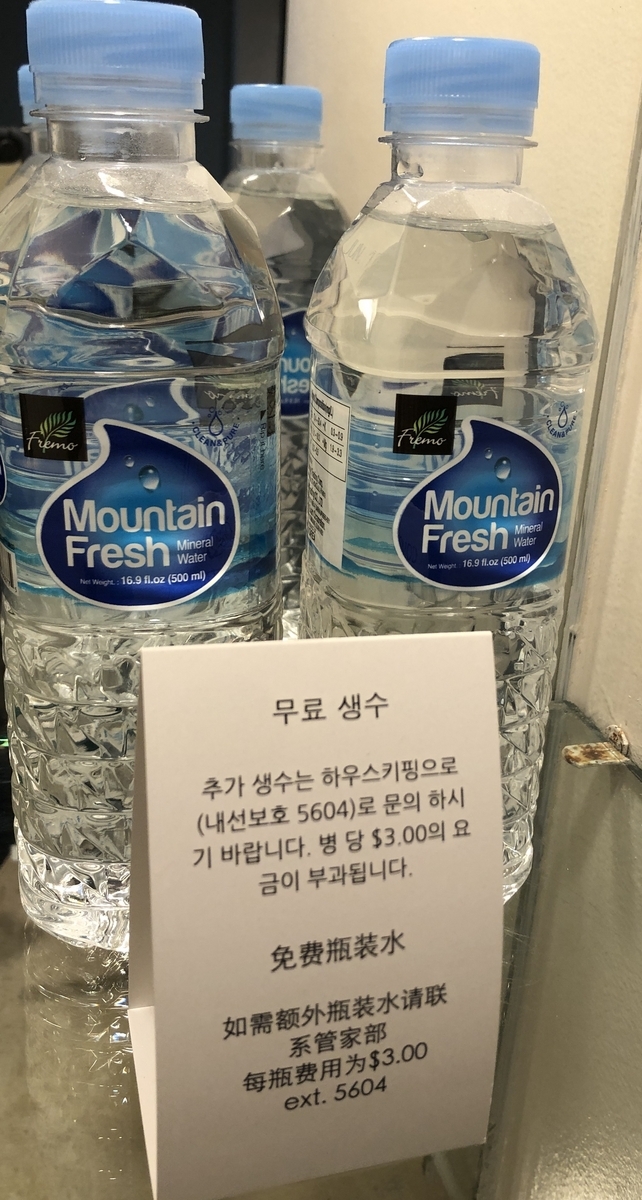 Fremo
CLEAN & PURE
Mountain
Fresh Mineral
Water
Net Weight : 16.9 fl.oz (500 ml)
Fremo
CLEAN & PURE
Mountain
Fresh Mineral
Water
Net Weight : 16.9 fl.oz (500 ml)
무료 생수
추가 생수는 하우스키핑으로
(내선보호 5604)로 문의 하시
기 바랍니다. 병 당 $3.00의 요
금이 부과됩니다.
免费瓶装水
如需额外瓶装水请联
系管家部
每瓶费用为$3.00
ext. 5604